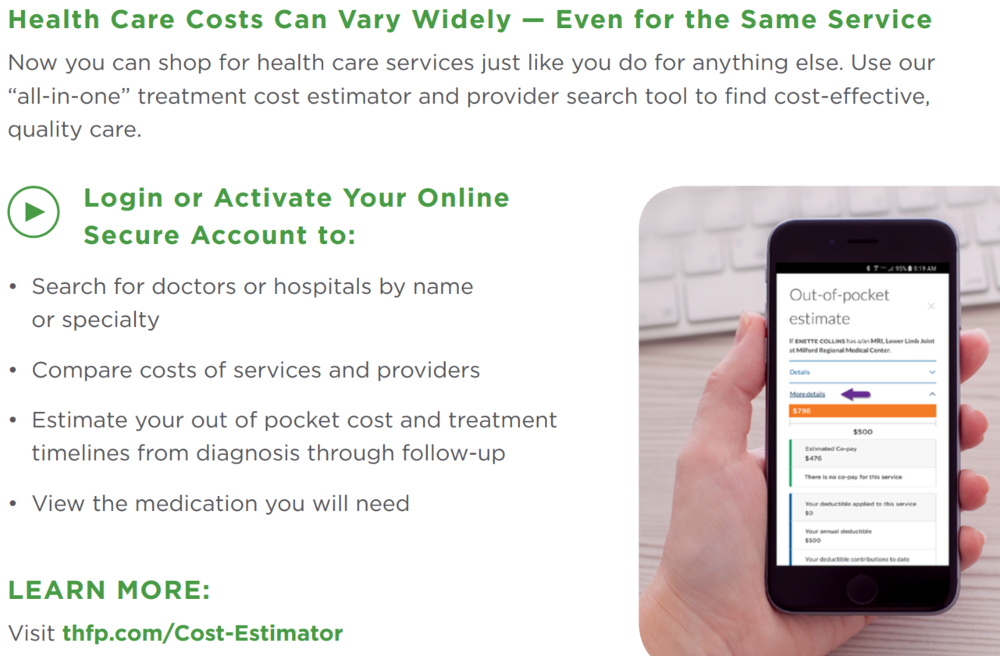 Health Care Costs Can Vary Widely — Even for the Same Service
Now you can shop for health care services just like you do for anything else. Use our
“all-in-one” treatment cost estimator and provider search tool to find cost-effective,
quality care.
Login or Activate Your Online
Secure Account to:
• Search for doctors or hospitals by name
or specialty
• Compare costs of services and providers
• Estimate your out of pocket cost and treatment
timelines from diagnosis through follow-up
• View the medication you will need
LEARN MORE:
Visit thfp.com/Cost-Estimator
95% 9:19 AM
Out-of-pocket
estimate
If ENETTE COLLINS has a/an MRI, Lower Limb Joint
at Milford Regional Medical Center.
Details
More details
$798
$500
Estimated Co-pay
$476
There is no co-pay for this service
Your deductible applied to this service
$0
Your annual deductible
$500
Your deductible contributions to date